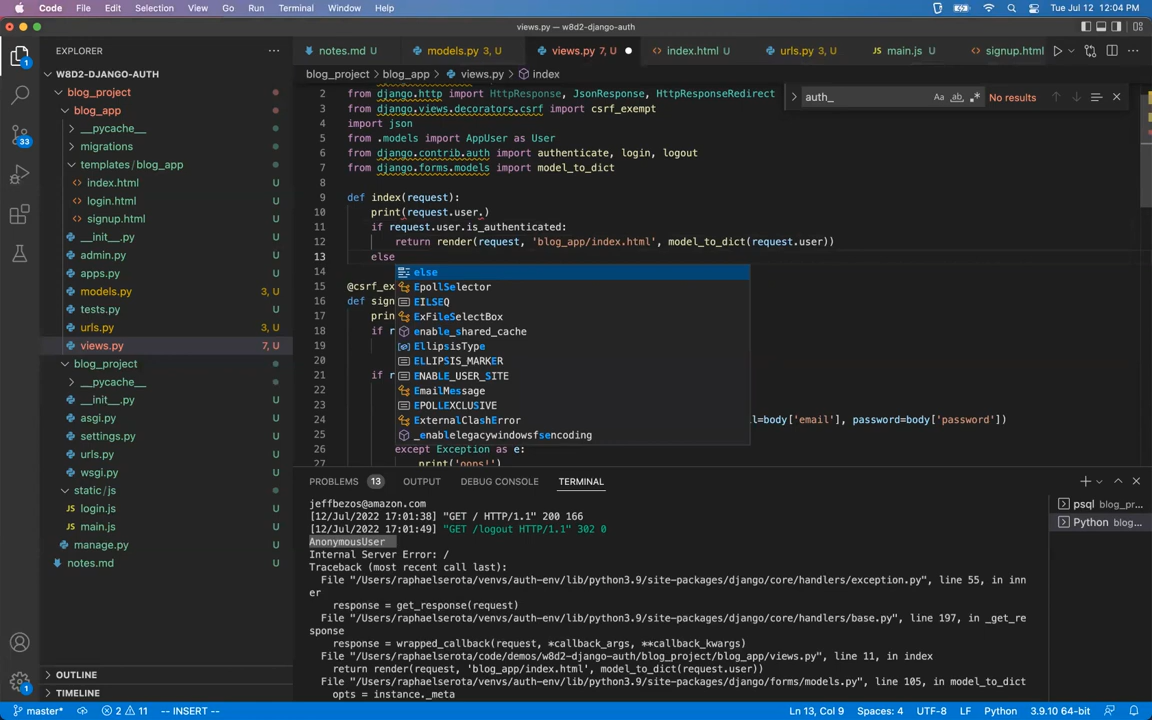 Code File Edit Selection View Go Run Terminal Window Help Tue Jul 12 12:04 PM
views.py — w8d2-django-auth
EXPLORER
notes.md U
models.py 3, U
views.py 7, U
index.html U
urls.py 3, U
main.js U
signup.html U
blog_project > blog_app > views.py > index
auth_
Aa ab No results
W8D2-DJANGO-AUTH
blog_project
blog_app
__pycache__
migrations
templates/blog_app
index.html U
login.html U
signup.html U
__init__.py U
admin.py U
apps.py U
models.py 3, U
tests.py U
urls.py 3, U
views.py 7, U
blog_project
__pycache__
__init__.py U
asgi.py U
settings.py U
urls.py U
wsgi.py U
static/js
login.js U
main.js U
manage.py U
notes.md U
OUTLINE
TIMELINE
1
33
1
2 from django.http import HttpResponse, JsonResponse, HttpResponseRedirect
3 from django.views.decorators.csrf import csrf_exempt
4 import json
5 from .models import AppUser as User
6 from django.contrib.auth import authenticate, login, logout
7 from django.forms.models import model_to_dict
8
9 def index(request):
10 print(request.user.)
11 if request.user.is_authenticated:
12 return render(request, 'blog_app/index.html', model_to_dict(request.user))
13 else
14
15 @csrf_ex
16 def sign
17 prin
18 if r
19
20
21 if r
22
23
24 l=body['email'], password=body['password'])
25
26 except Exception as e:
27 print('oops!')
else
EpollSelector
EILSEQ
ExFileSelectBox
enable_shared_cache
EllipsisType
ELLIPSIS_MARKER
ENABLE_USER_SITE
EmailMessage
EPOLLEXCLUSIVE
ExternalClashError
_enablelegacywindowsfsencoding
PROBLEMS 13 OUTPUT DEBUG CONSOLE TERMINAL
psql blog_pr...
Python blog...
jeffbezos@amazon.com
[12/Jul/2022 17:01:38] "GET / HTTP/1.1" 200 166
[12/Jul/2022 17:01:49] "GET /logout HTTP/1.1" 302 0
AnonymousUser
Internal Server Error: /
Traceback (most recent call last):
File "/Users/raphaelserota/venvs/auth-env/lib/python3.9/site-packages/django/core/handlers/exception.py", line 55, in inn
er
response = get_response(request)
File "/Users/raphaelserota/venvs/auth-env/lib/python3.9/site-packages/django/core/handlers/base.py", line 197, in _get_re
sponse
response = wrapped_callback(request, *callback_args, **callback_kwargs)
File "/Users/raphaelserota/code/demos/w8d2-django-auth/blog_project/blog_app/views.py", line 11, in index
return render(request, 'blog_app/index.html', model_to_dict(request.user))
File "/Users/raphaelserota/venvs/auth-env/lib/python3.9/site-packages/django/forms/models.py", line 105, in model_to_dict
opts = instance._meta
master* 2 11 -- INSERT -- Ln 13, Col 9 Spaces: 4 UTF-8 LF Python 3.9.10 64-bit